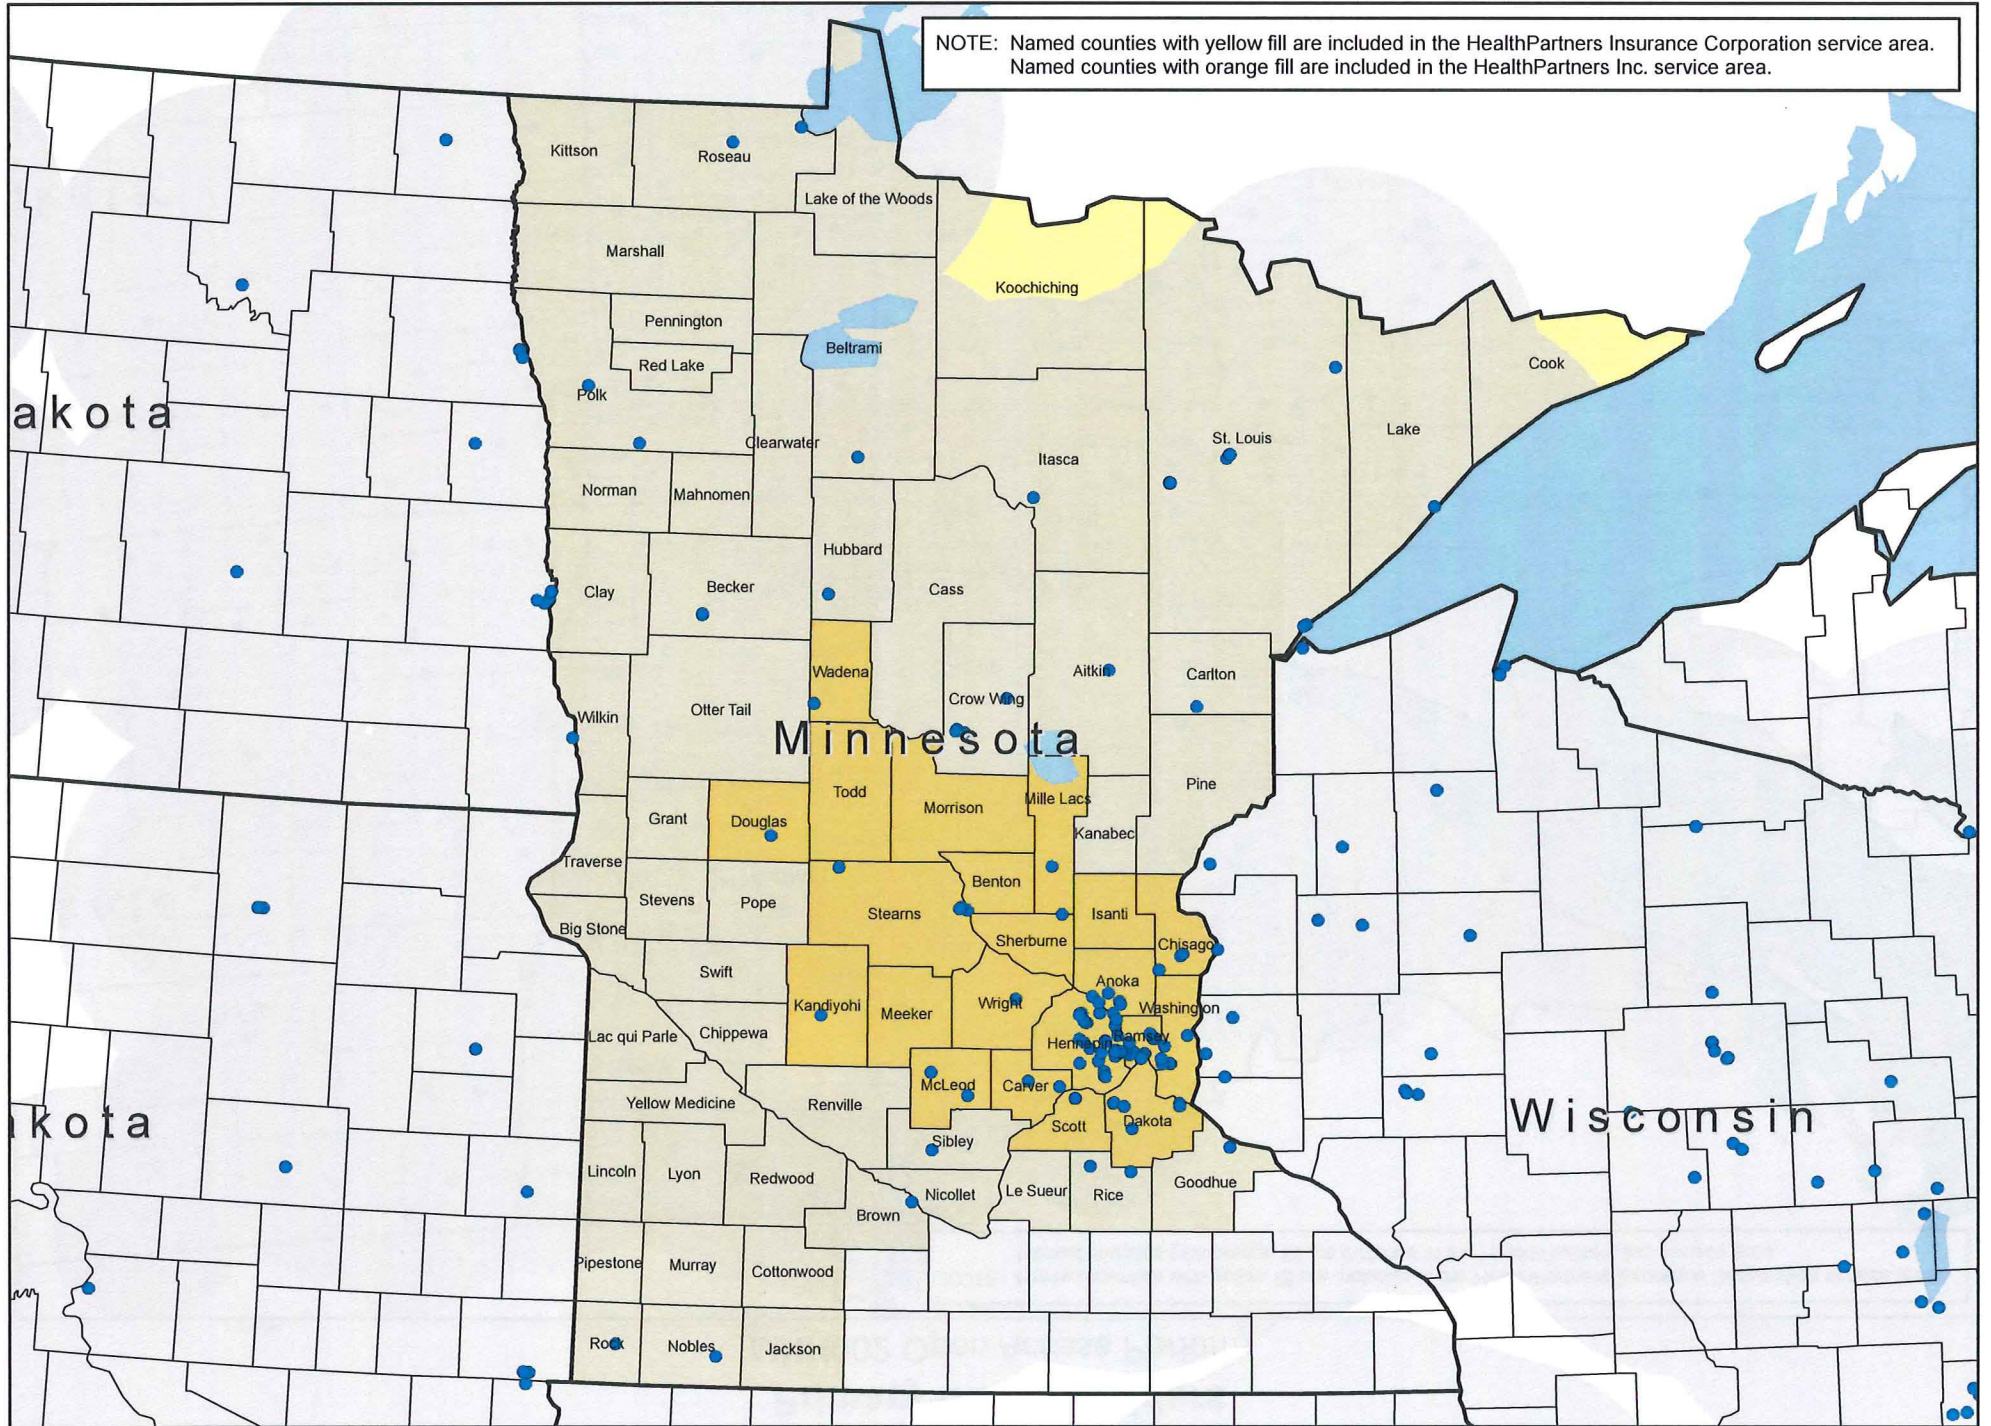 NOTE: Named counties with yellow fill are included in the HealthPartners Insurance Corporation service area.
Named counties with orange fill are included in the HealthPartners Inc. service area.
Kittson
Roseau
Lake of the Woods
Marshall
Koochiching
Pennington
Beltrami
Red Lake
Cook
Polk
akota
Clearwater
St. Louis
Lake
Itasca
Norman
Mahnomen
Hubbard
Clay
Becker
Cass
Wadena
Aitkin
Carlton
Crow Wing
Otter Tail
Wilkin
Minnesota
Pine
Todd
Mille Lacs
Morrison
Grant
Douglas
Kanabec
Traverse
Benton
Stevens
Pope
Stearns
Isanti
Big Stone
Sherburne
Chisago
Swift
Anoka
Kandiyohi
Wright
Washington
Meeker
Lac qui Parle
Chippewa
Hennepin
Ramsey
McLeod
Carver
Yellow Medicine
Renville
akota
Wisconsin
Scott
Dakota
Sibley
Lincoln
Lyon
Redwood
Nicollet
Le Sueur
Rice
Goodhue
Brown
Pipestone
Murray
Cottonwood
Rock
Nobles
Jackson